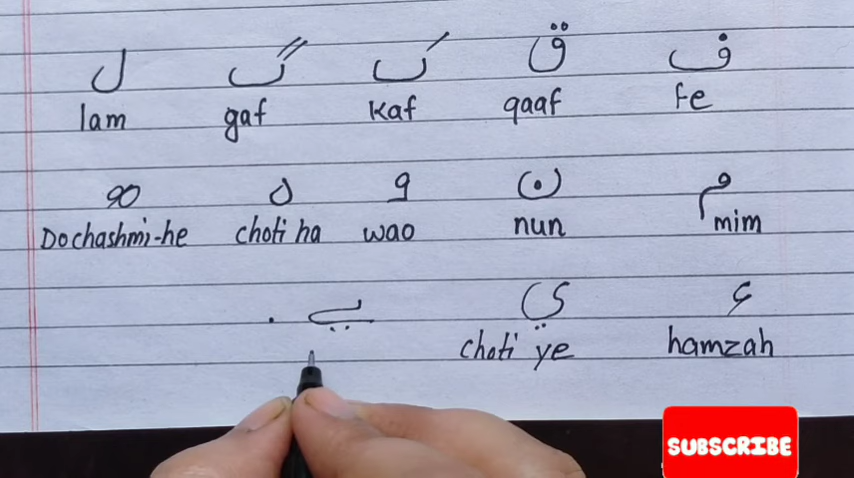 ف ق ک گ ل
fe qaaf kaf gaf lam
م ن و ہ ھ
mim nun wao choti ha Dochashmi-he
ء ی ے
hamzah choti ye
SUBSCRIBE